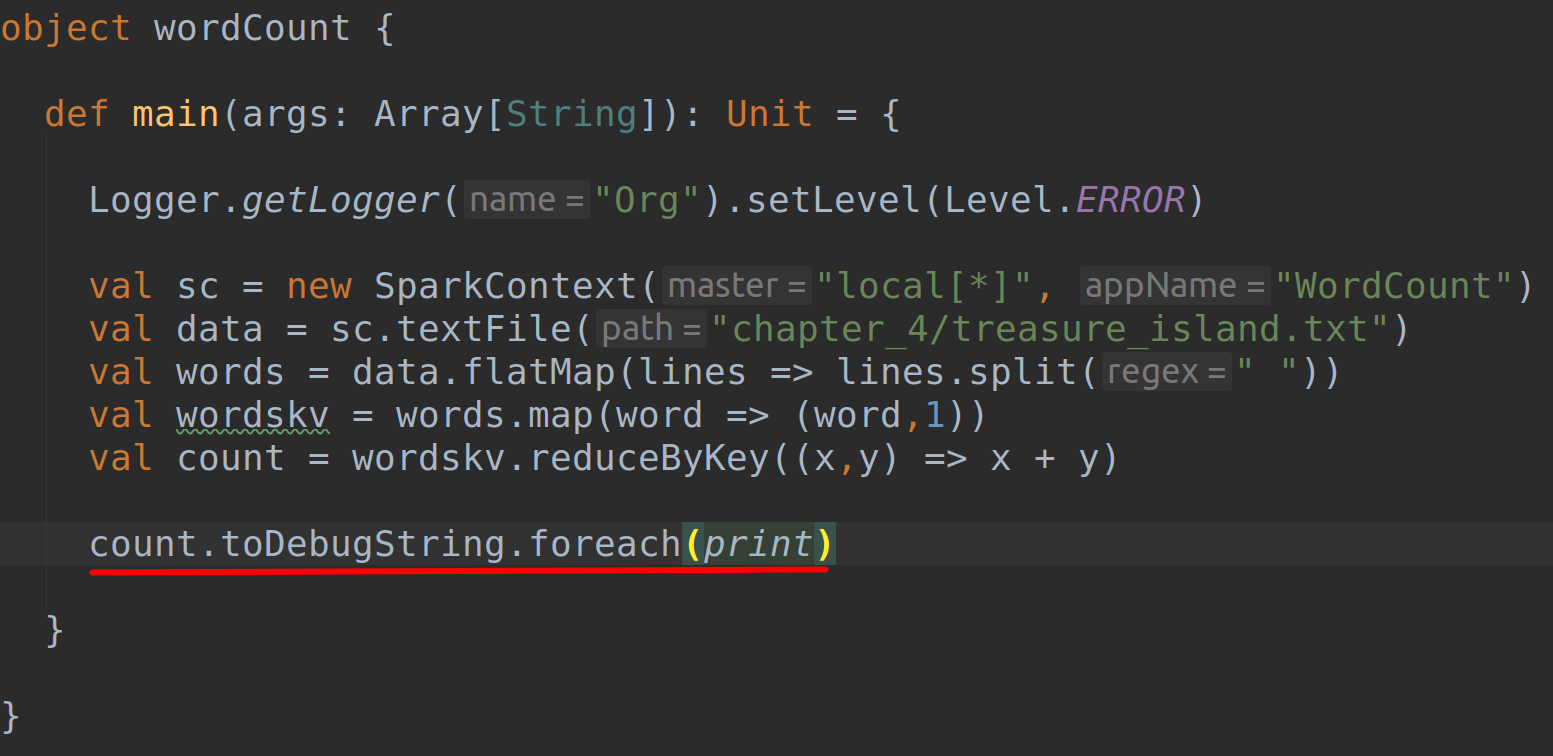 object wordCount {
def main(args: Array[String]): Unit = {
Logger.getLogger( name = "Org").setLevel(Level.ERROR)
val sc = new SparkContext( master = "local[*]", appName = "WordCount")
val data = sc.textFile( path = "chapter_4/treasure_island.txt")
val words = data.flatMap(lines => lines.split( regex = " "))
val wordskv = words.map(word => (word,1))
val count = wordskv.reduceByKey((x,y) => x + y)
count.toDebugString.foreach(print)
}
}